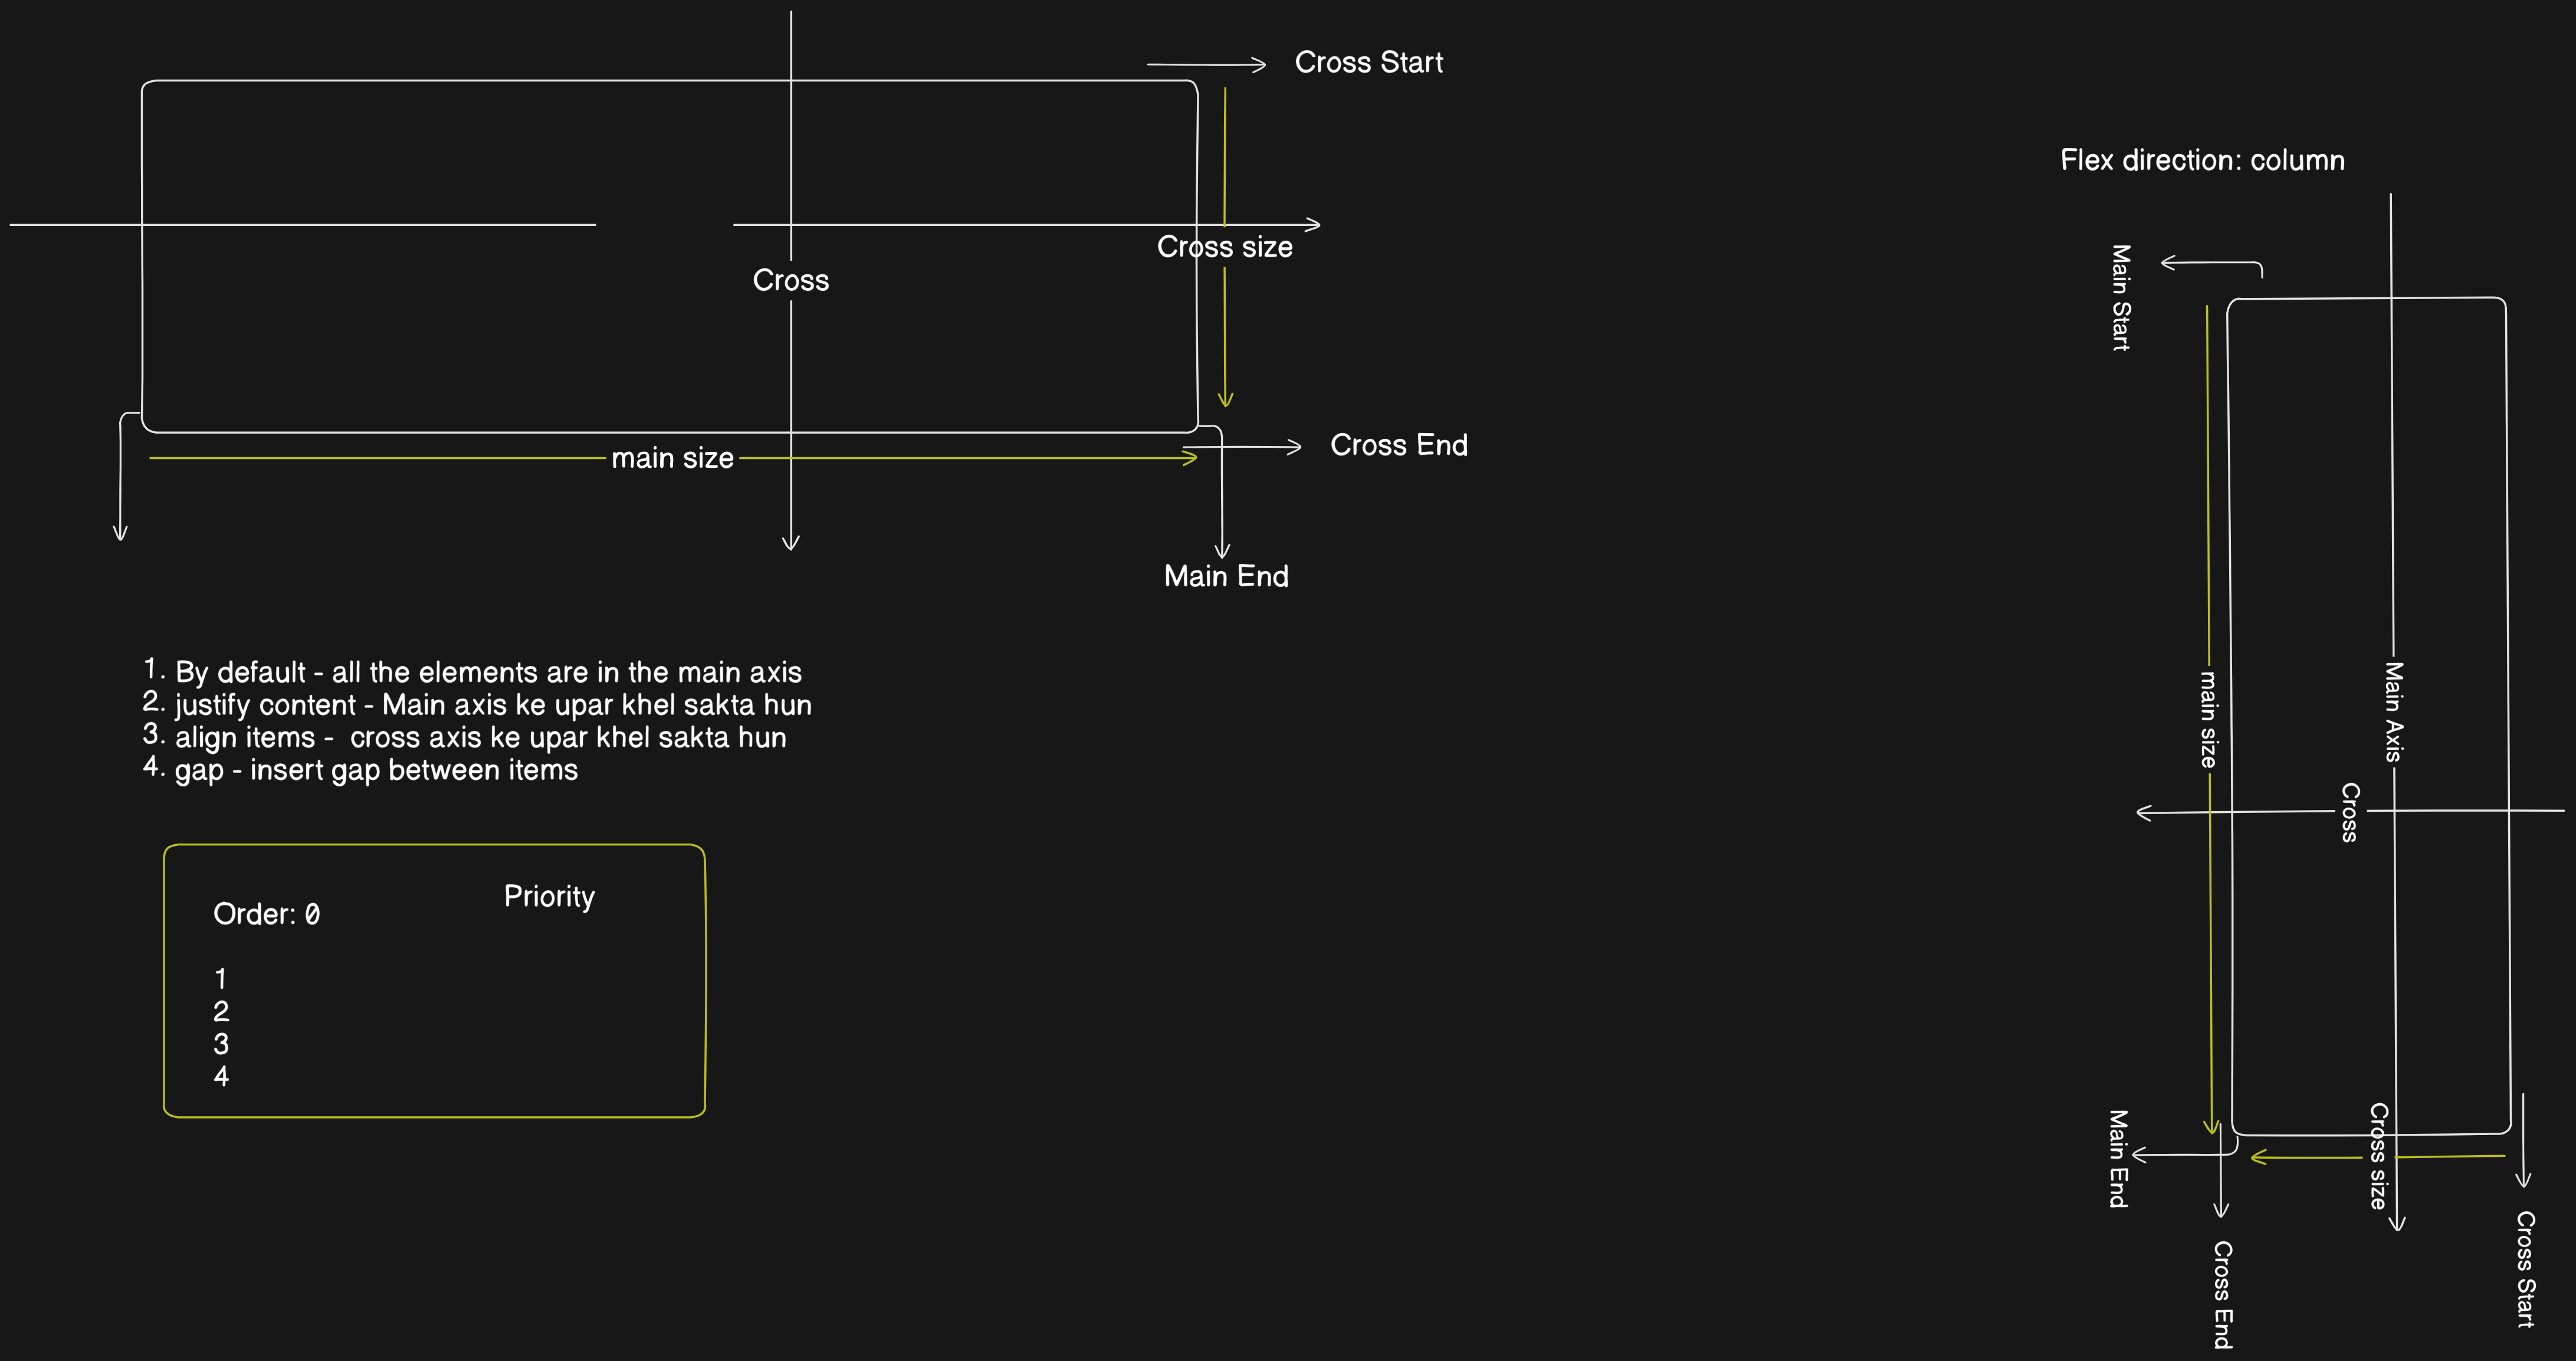 Cross Start
Cross size
Cross
Cross End
main size
Main End
1. By default - all the elements are in the main axis
2. justify content - Main axis ke upar khel sakta hun
3. align items -  cross axis ke upar khel sakta hun
4. gap - insert gap between items
Priority
Order: 0
1
2
3
4
Flex direction: column
Main Start
main size
Main Axis
Cross
Main End
Cross size
Cross Start
Cross End